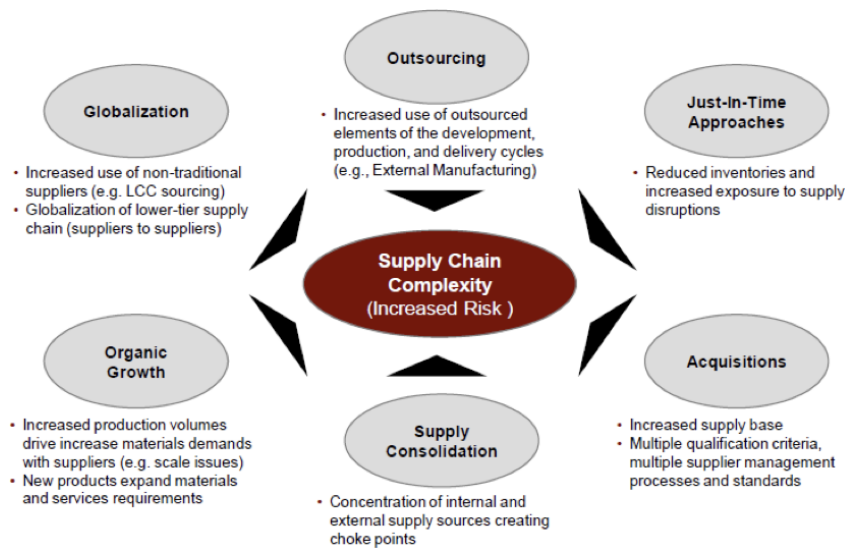 Outsourcing
• Increased use of outsourced
elements of the development,
production, and delivery cycles
(e.g., External Manufacturing)
Globalization
• Increased use of non-traditional
suppliers (e.g. LCC sourcing)
• Globalization of lower-tier supply
chain (suppliers to suppliers)
Just-In-Time
Approaches
• Reduced inventories and
increased exposure to supply
disruptions
Supply Chain
Complexity
(Increased Risk )
Organic
Growth
• Increased production volumes
drive increase materials demands
with suppliers (e.g. scale issues)
• New products expand materials
and services requirements
Supply
Consolidation
• Concentration of internal and
external supply sources creating
choke points
Acquisitions
• Increased supply base
• Multiple qualification criteria,
multiple supplier management
processes and standards